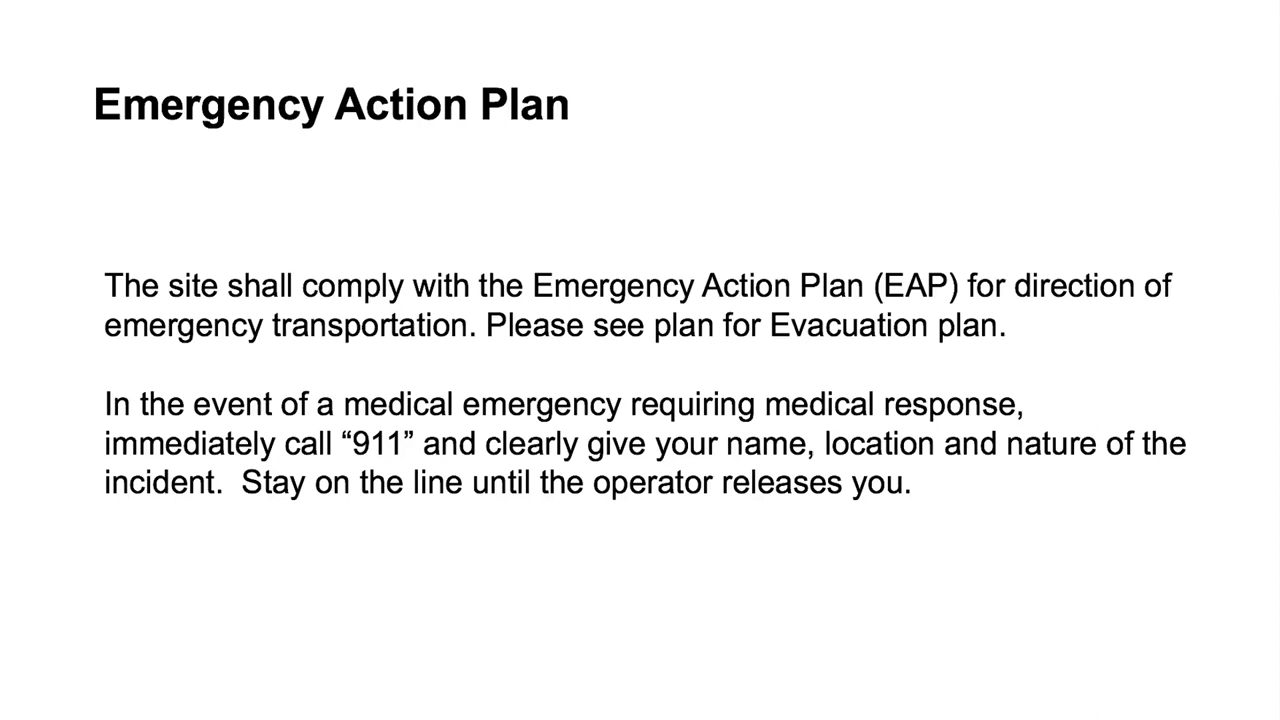 Emergency Action Plan
The site shall comply with the Emergency Action Plan (EAP) for direction of
emergency transportation. Please see plan for Evacuation plan.
In the event of a medical emergency requiring medical response,
immediately call “911” and clearly give your name, location and nature of the
incident.  Stay on the line until the operator releases you.